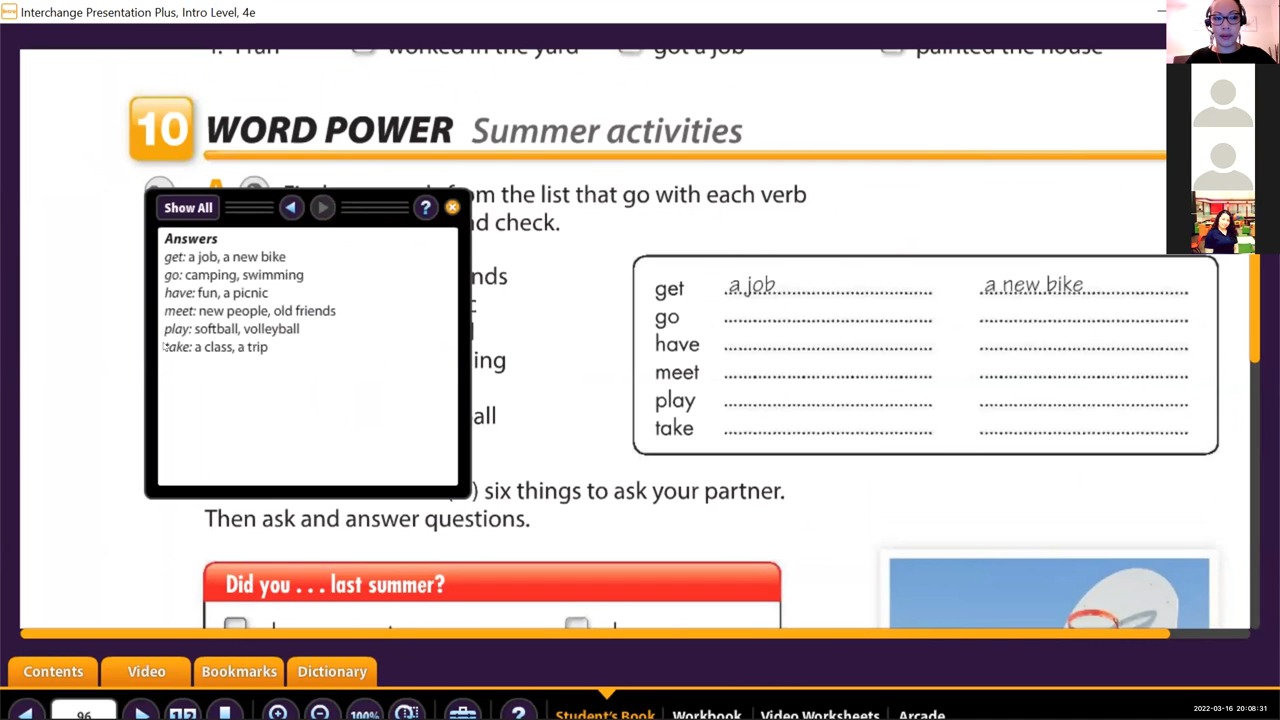 Interchange Presentation Plus, Intro Level, 4e
worked in the yard
got a job
painted the house
10 WORD POWER Summer activities
om the list that go with each verb
nd check.
Show All
?
Answers
get: a job, a new bike
go: camping, swimming
have: fun, a picnic
meet: new people, old friends
play: softball, volleyball
take: a class, a trip
nds
c
ing
all
get a job a new bike
go
have
meet
play
take
) six things to ask your partner.
Then ask and answer questions.
Did you . . . last summer?
Contents
Video
Bookmarks
Dictionary
96
100%
?
Student's Book
Workbook
Video Worksheets
Arcade
2022-03-16 20:08:31